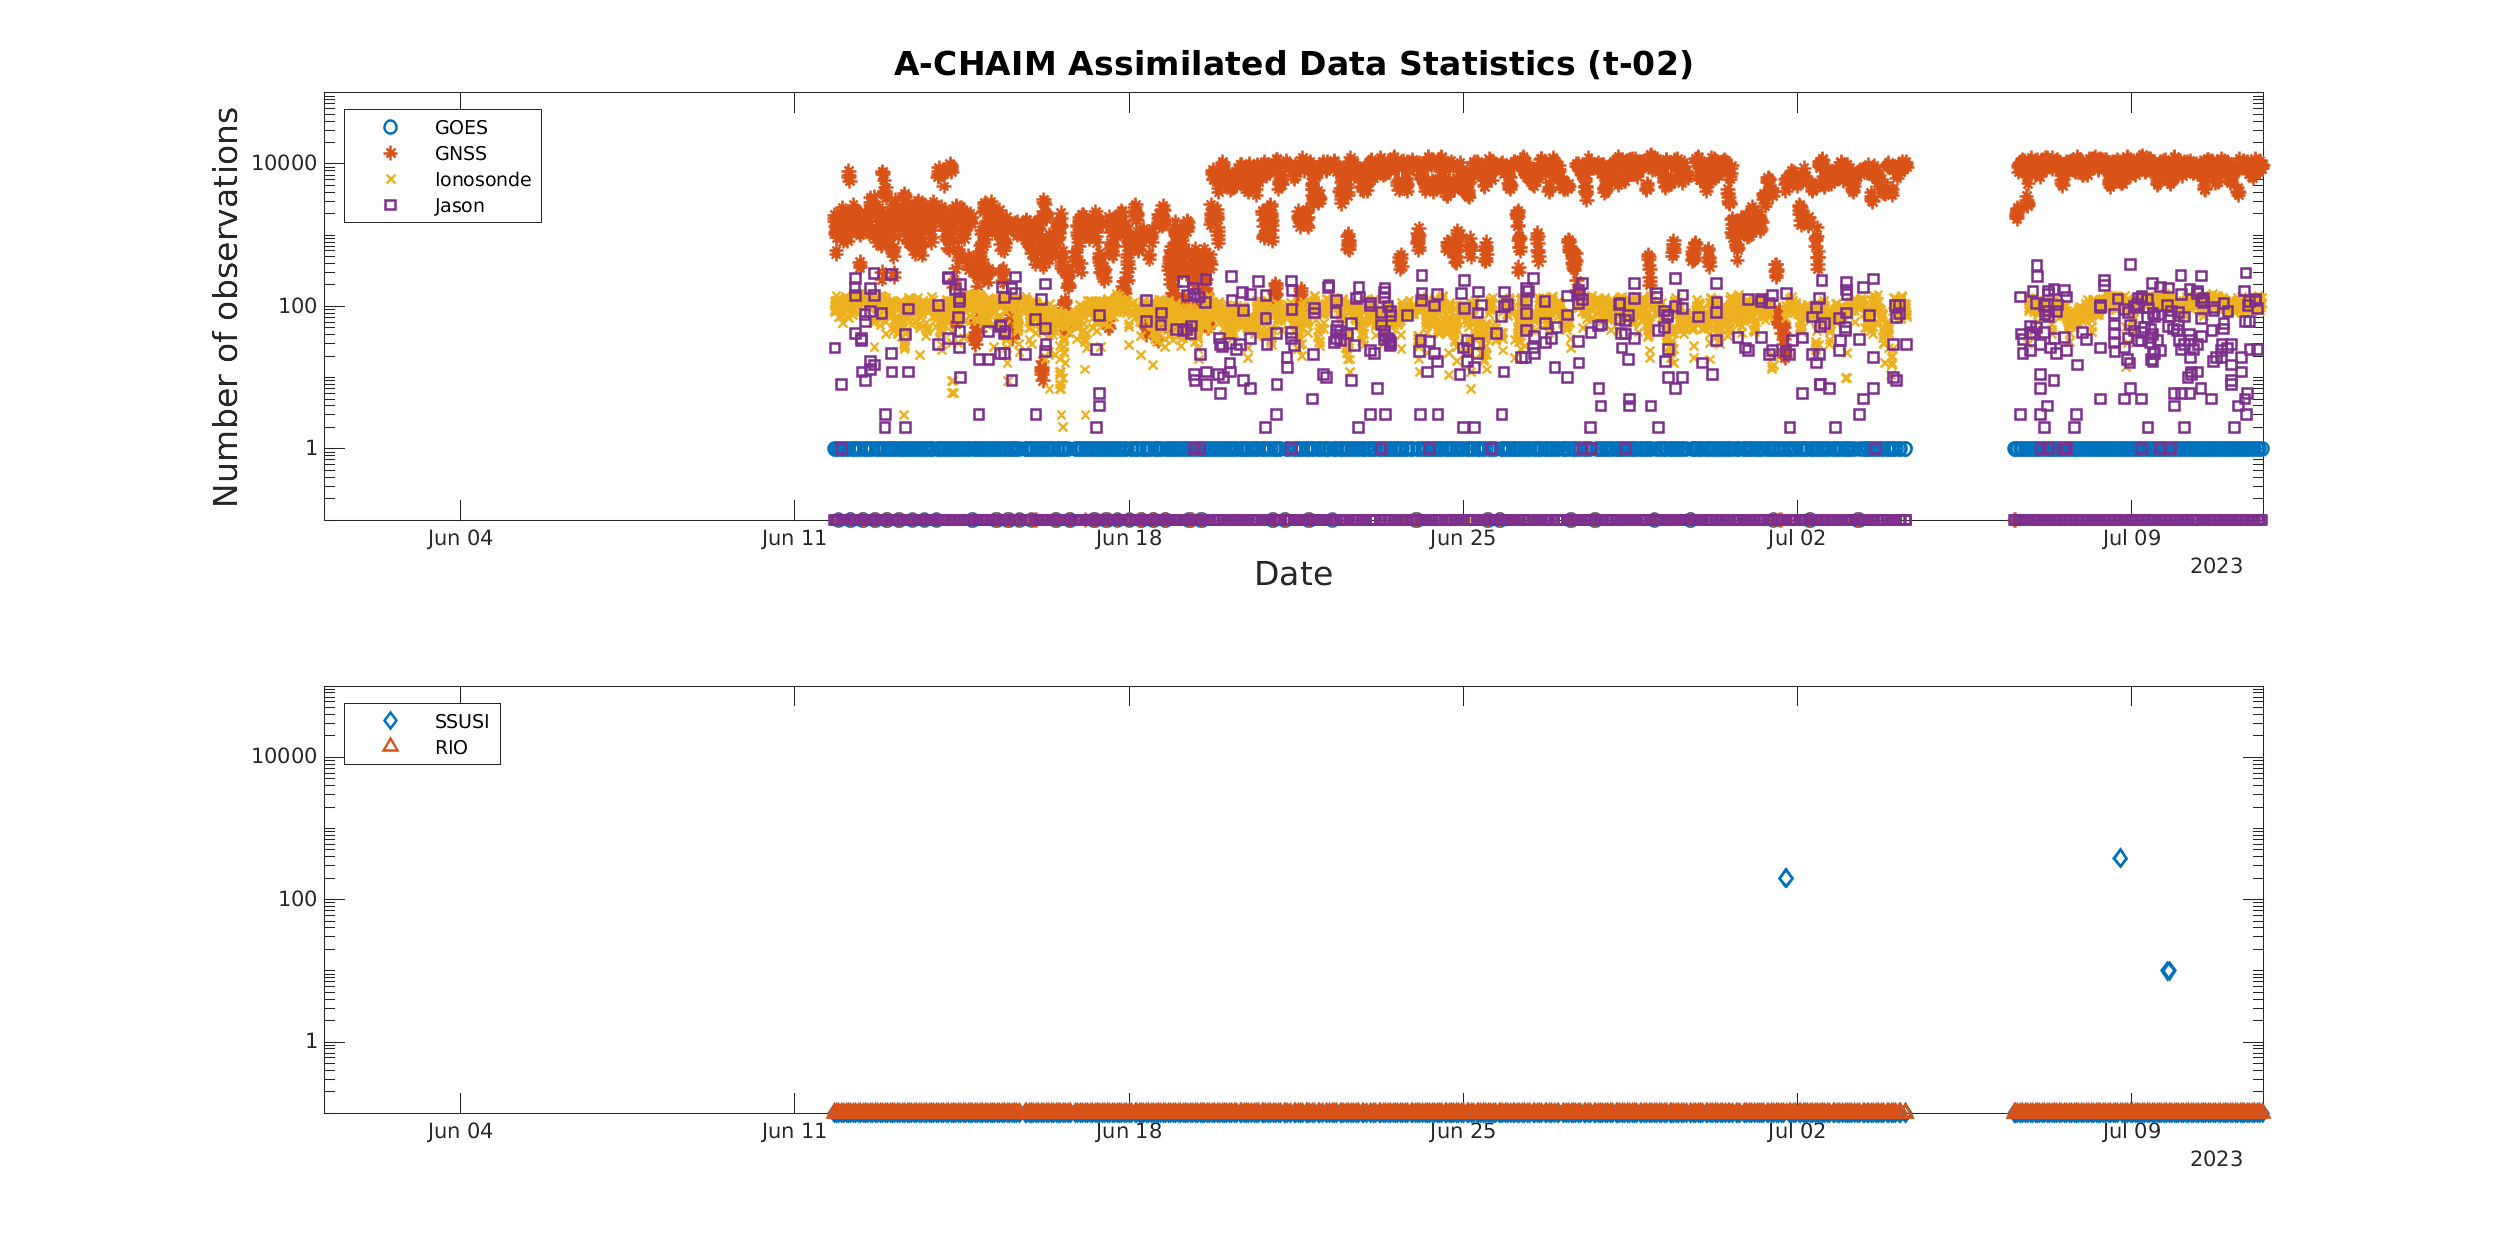 A-CHAIM Assimilated Data Statistics (t-02)
Number of observations
10000
100
1
GOES
GNSS
Ionosonde
Jason
Jun 04
Jun 11
Jun 18
Jun 25
Jul 02
Jul 09
2023
Date
10000
100
1
SSUSI
RIO
Jun 04
Jun 11
Jun 18
Jun 25
Jul 02
Jul 09
2023